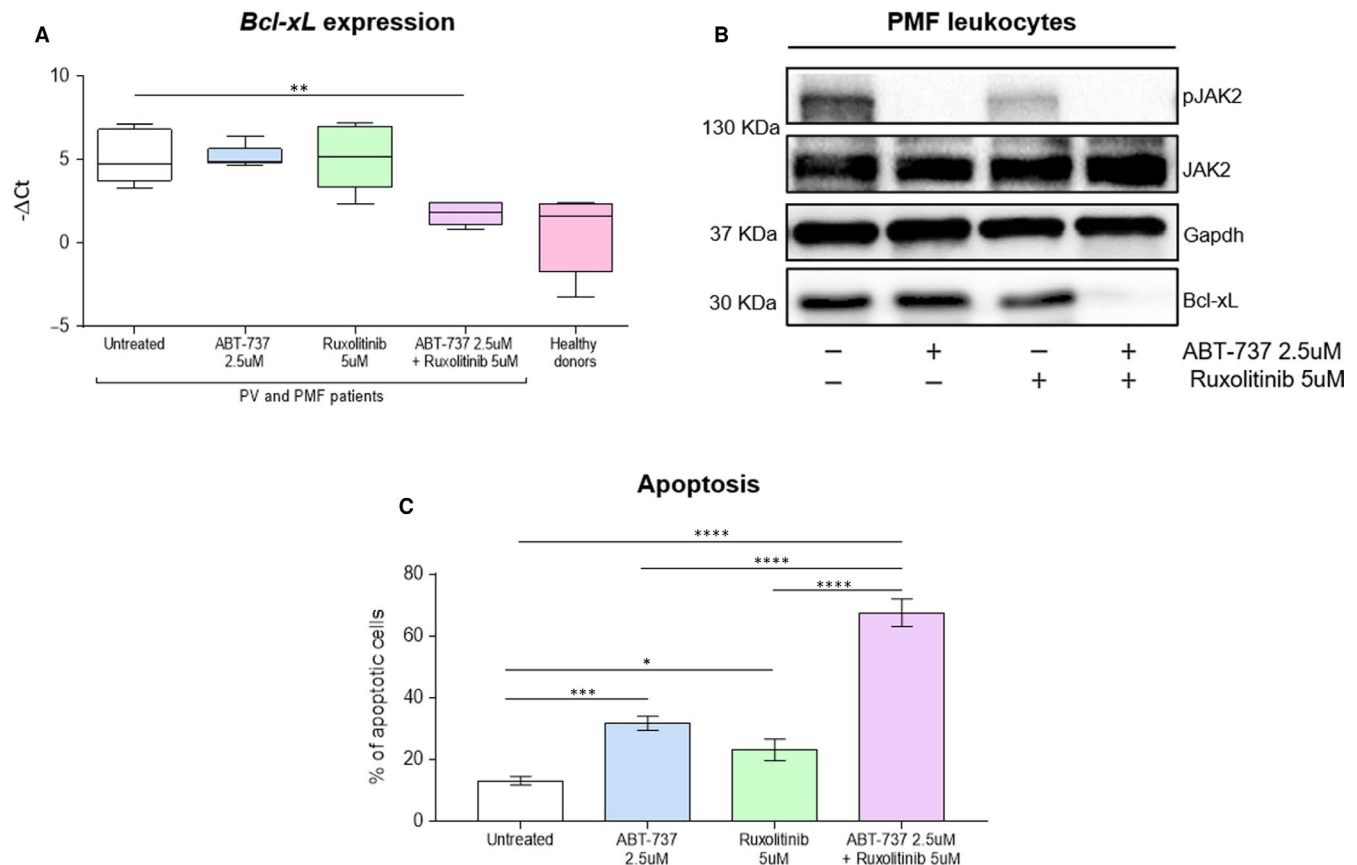 A
Bcl-xL expression
-ΔCt
10
5
0
−5
**
Untreated
ABT-737
2.5uM
Ruxolitinib
5uM
ABT-737 2.5uM
+ Ruxolitinib 5uM
Healthy
donors
PV and PMF patients
B
PMF leukocytes
pJAK2
130 KDa
JAK2
37 KDa
Gapdh
30 KDa
Bcl-xL
− + − + ABT-737 2.5uM
− − + + Ruxolitinib 5uM
Apoptosis
C
% of apoptotic cells
80
60
40
20
0
****
****
****
*
***
Untreated
ABT-737
2.5uM
Ruxolitinib
5uM
ABT-737 2.5uM
+ Ruxolitinib 5uM